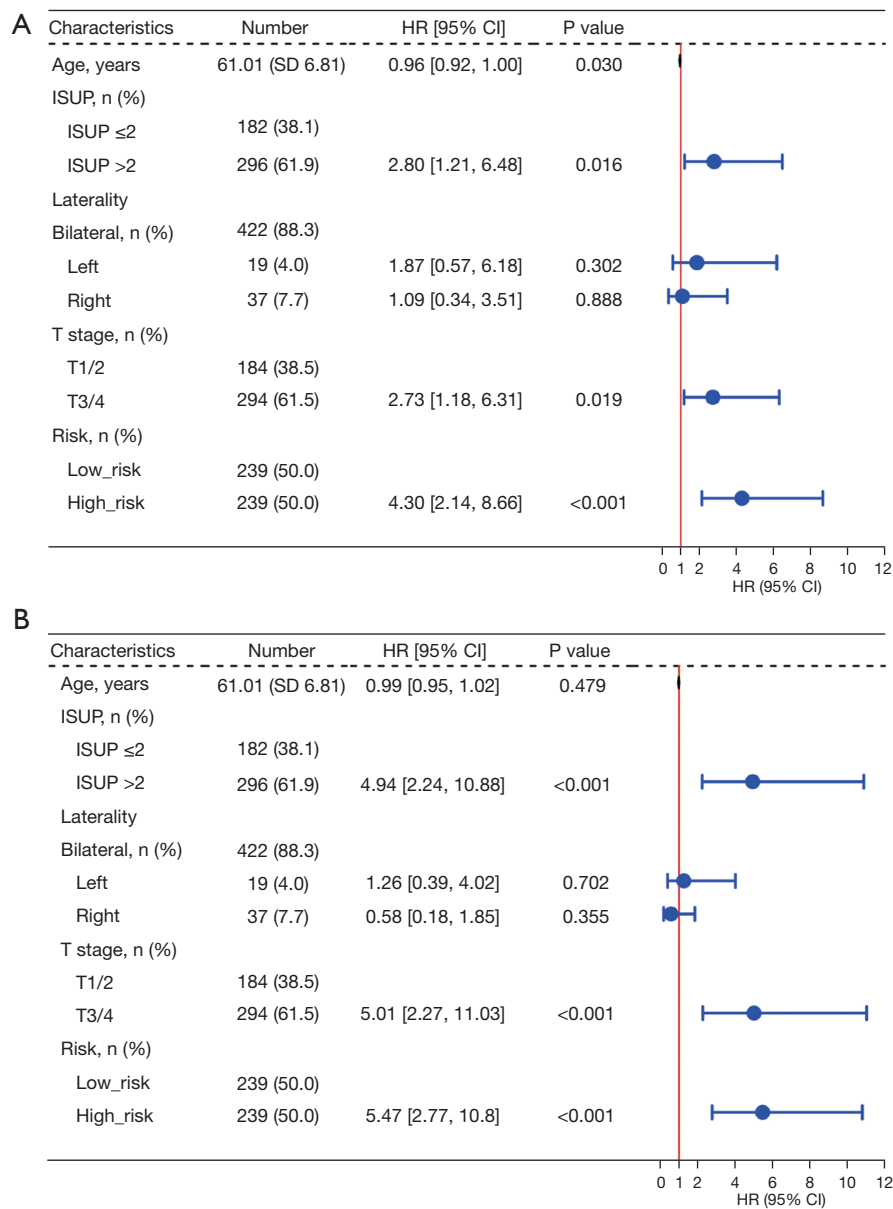 A
Characteristics Number HR [95% CI] P value
Age, years 61.01 (SD 6.81) 0.96 [0.92, 1.00] 0.030
ISUP, n (%)
ISUP ≤2 182 (38.1)
ISUP >2 296 (61.9) 2.80 [1.21, 6.48] 0.016
Laterality
Bilateral, n (%) 422 (88.3)
Left 19 (4.0) 1.87 [0.57, 6.18] 0.302
Right 37 (7.7) 1.09 [0.34, 3.51] 0.888
T stage, n (%)
T1/2 184 (38.5)
T3/4 294 (61.5) 2.73 [1.18, 6.31] 0.019
Risk, n (%)
Low_risk 239 (50.0)
High_risk 239 (50.0) 4.30 [2.14, 8.66] <0.001
0 1 2 4 6 8 10 12
HR (95% CI)
B
Characteristics Number HR [95% CI] P value
Age, years 61.01 (SD 6.81) 0.99 [0.95, 1.02] 0.479
ISUP, n (%)
ISUP ≤2 182 (38.1)
ISUP >2 296 (61.9) 4.94 [2.24, 10.88] <0.001
Laterality
Bilateral, n (%) 422 (88.3)
Left 19 (4.0) 1.26 [0.39, 4.02] 0.702
Right 37 (7.7) 0.58 [0.18, 1.85] 0.355
T stage, n (%)
T1/2 184 (38.5)
T3/4 294 (61.5) 5.01 [2.27, 11.03] <0.001
Risk, n (%)
Low_risk 239 (50.0)
High_risk 239 (50.0) 5.47 [2.77, 10.8] <0.001
0 1 2 4 6 8 10 12
HR (95% CI)